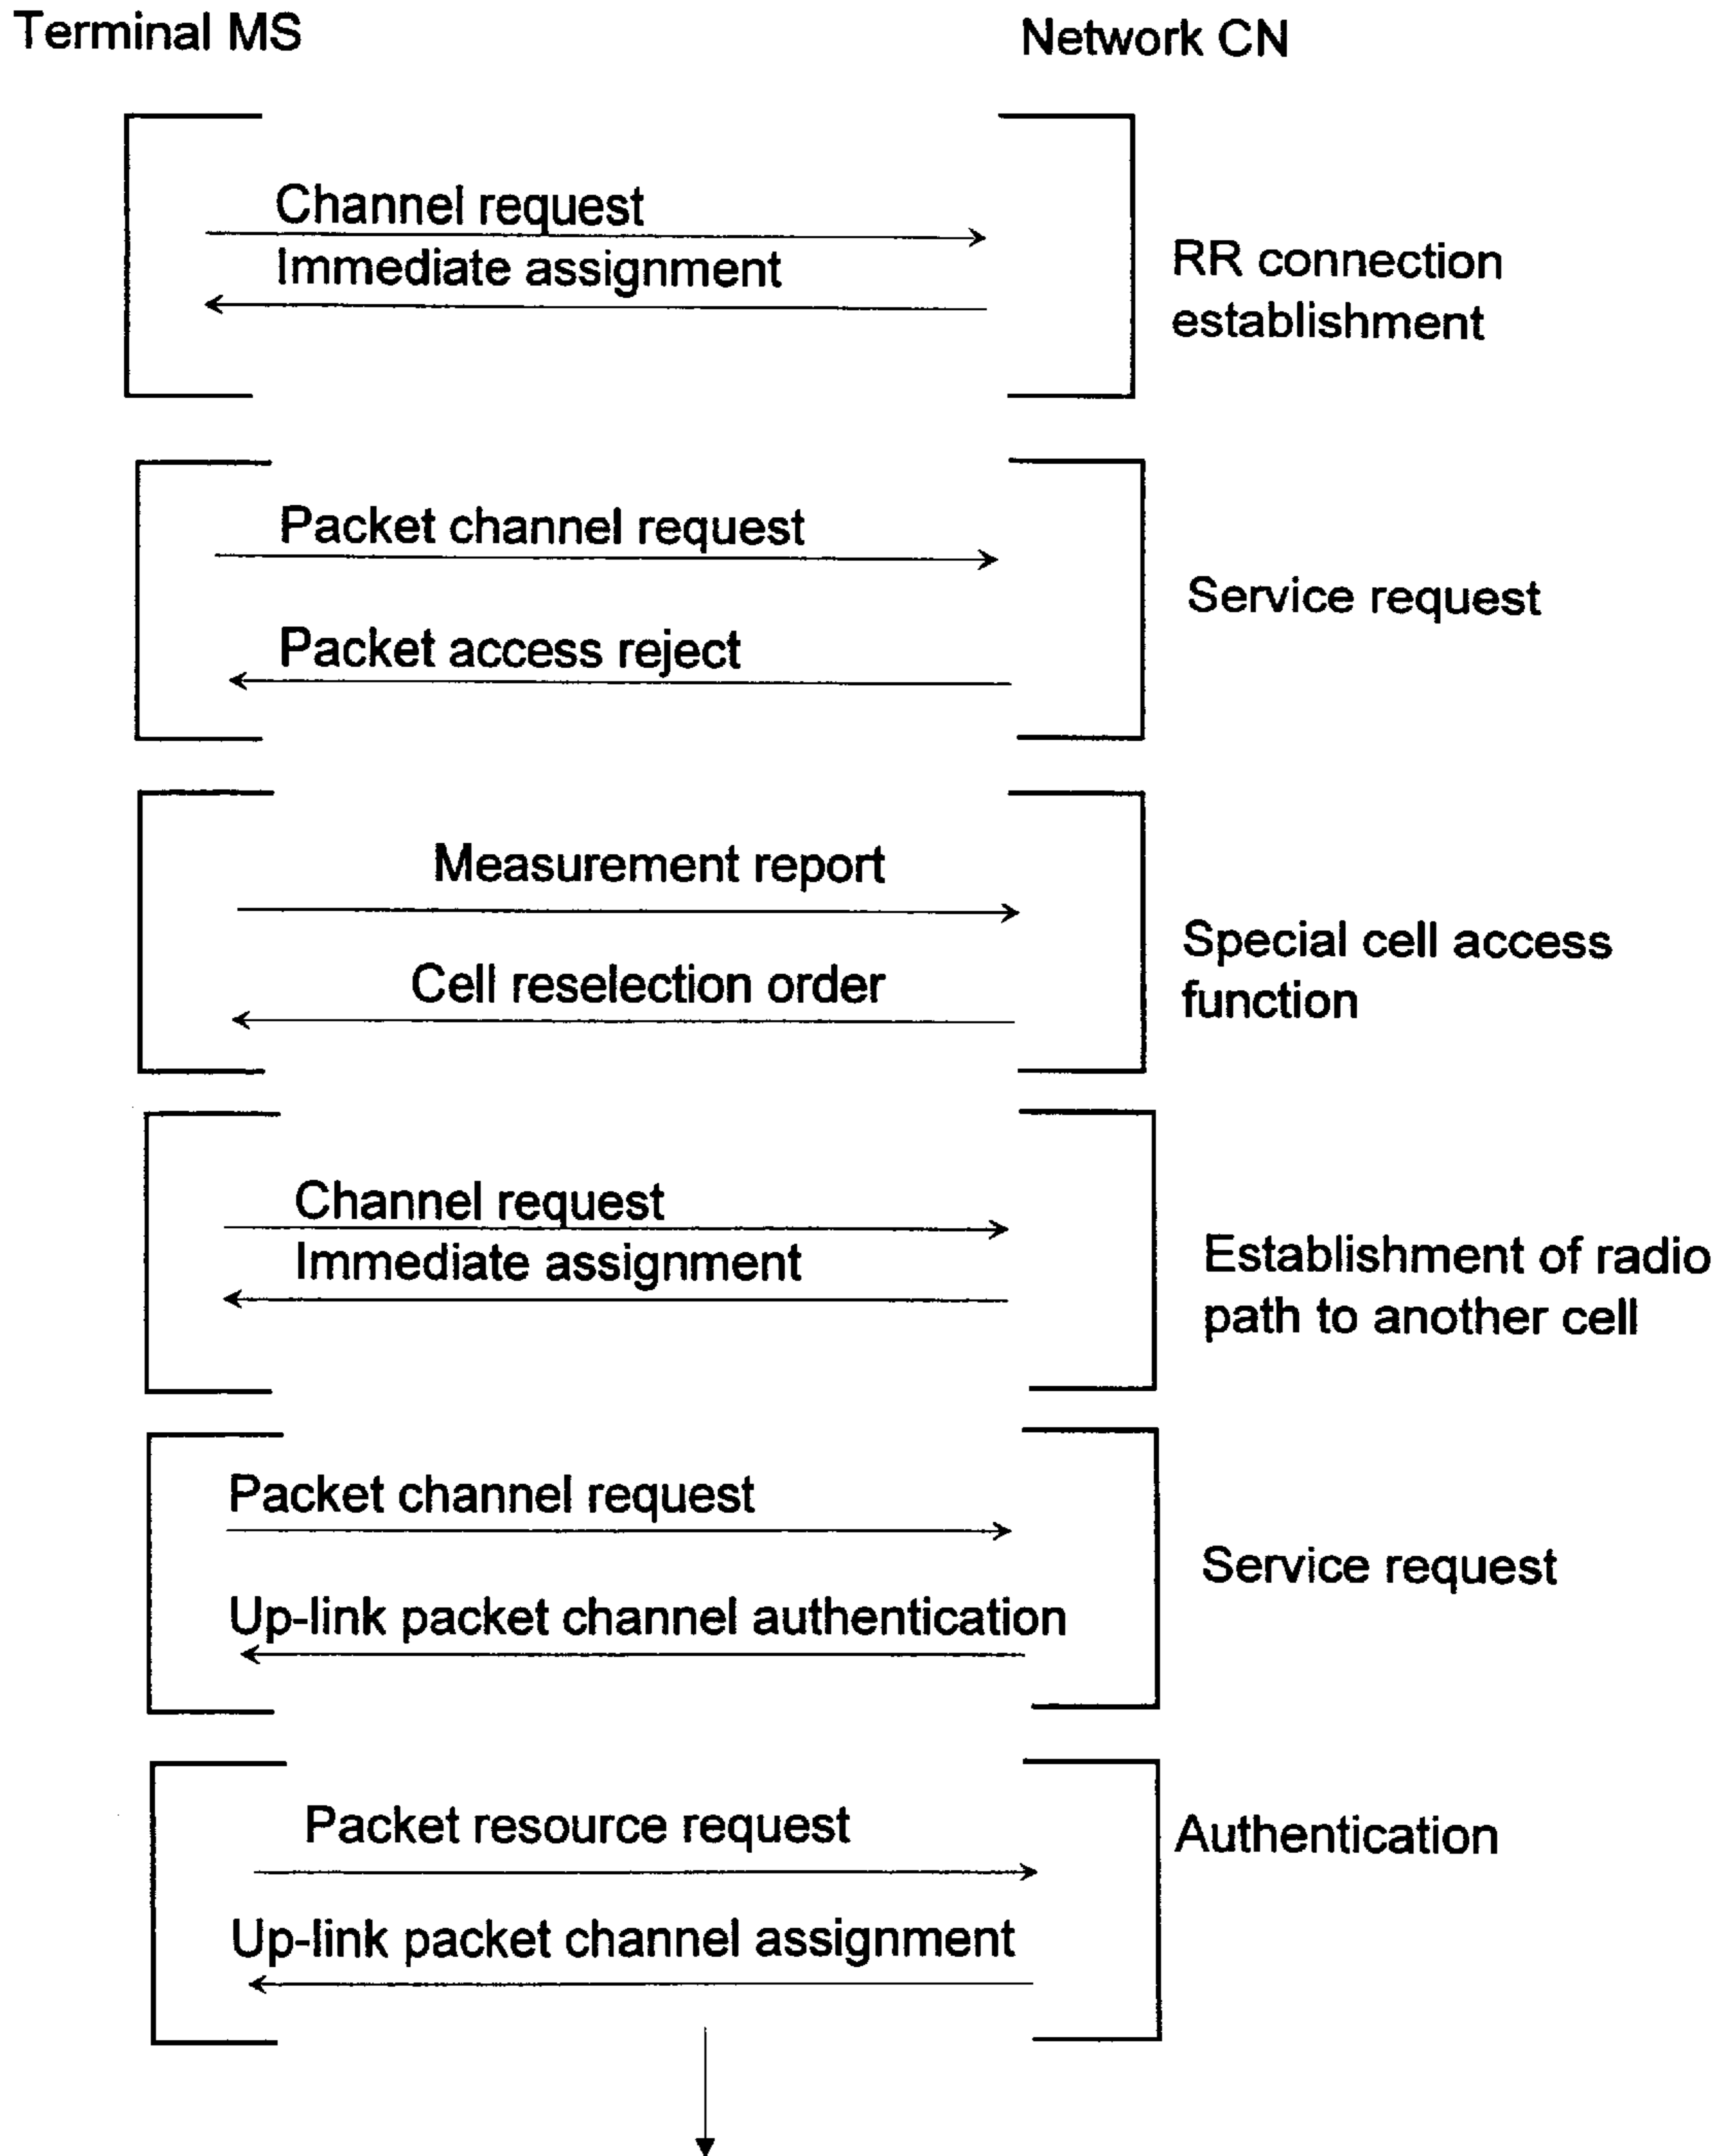 Terminal MS
Network CN
Channel request
Immediate assignment
RR connection
establishment
Packet channel request
Service request
Packet access reject
Measurement report
Special cell access
function
Cell reselection order
Channel request
Immediate assignment
Establishment of radio
path to another cell
Packet channel request
Service request
Up-link packet channel authentication
Packet resource request
Authentication
Up-link packet channel assignment